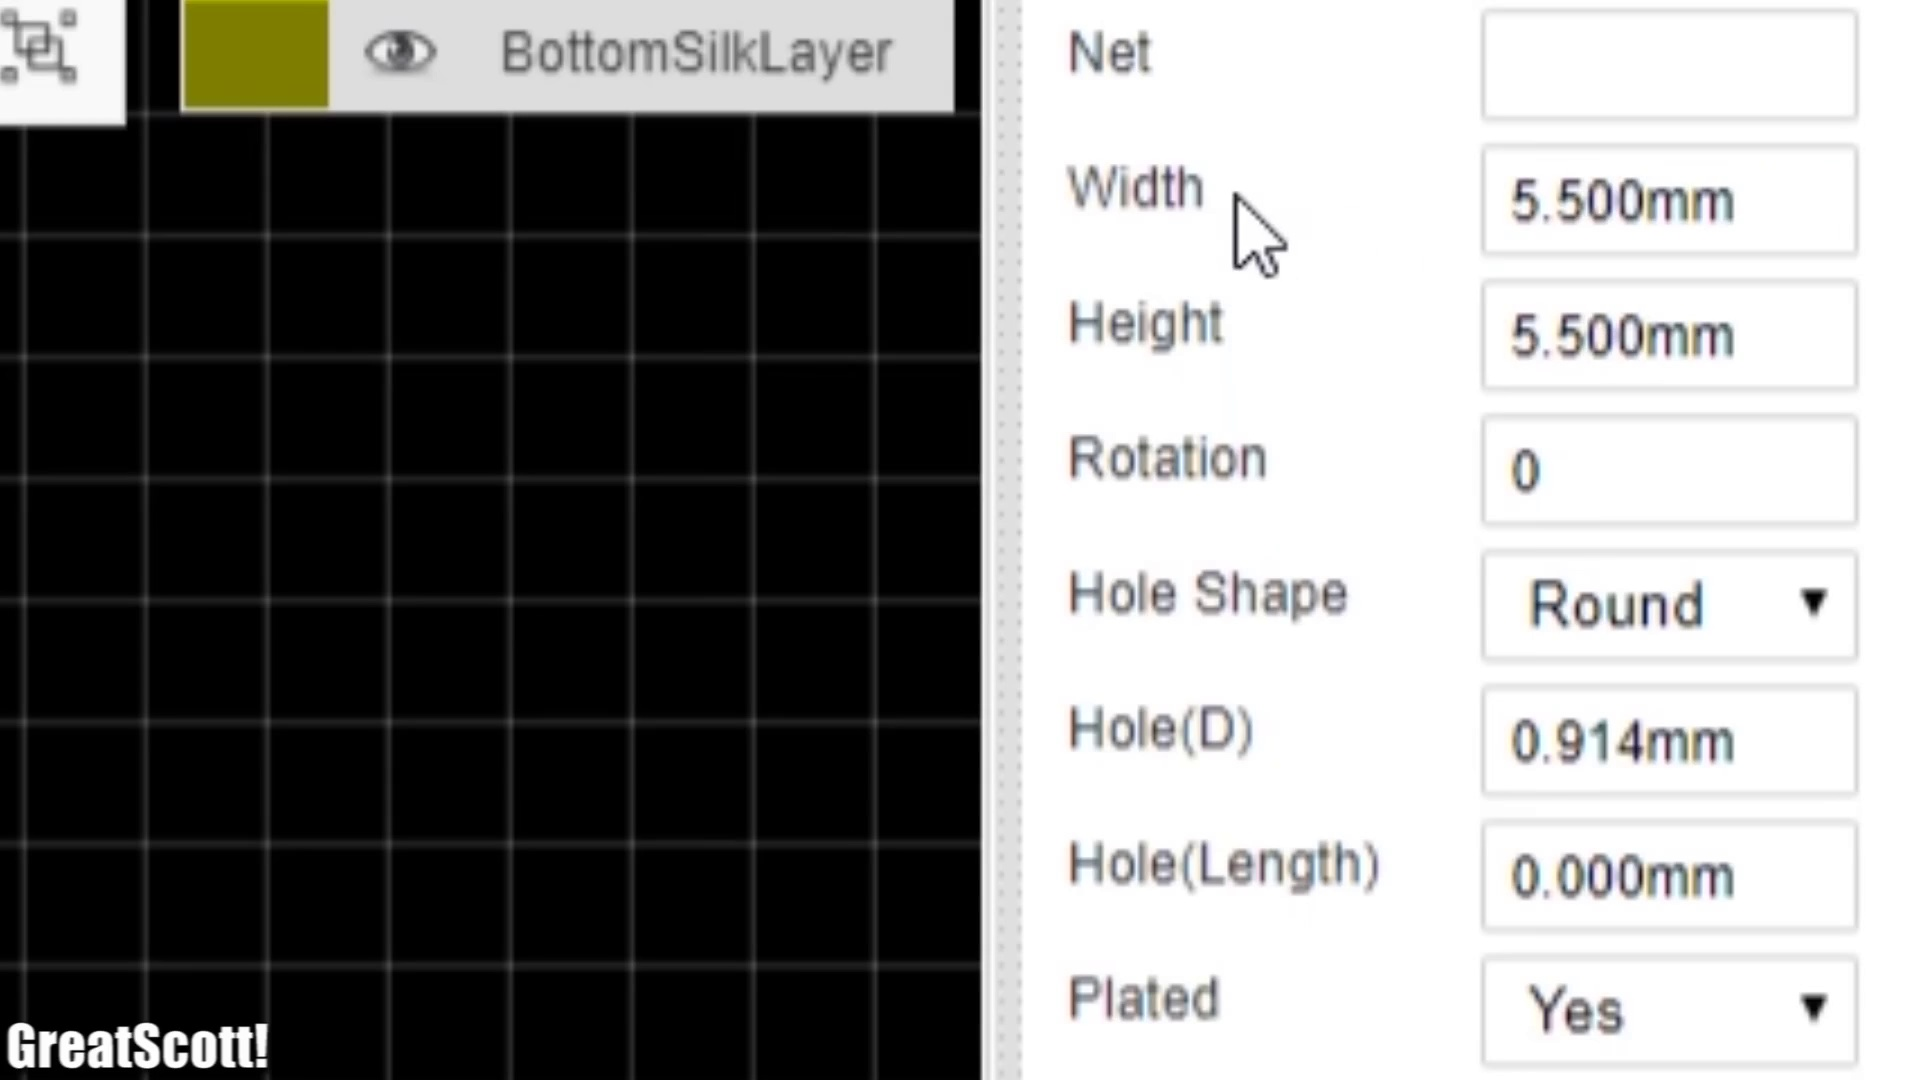 BottomSilkLayer
Net
Width 5.500mm
Height 5.500mm
Rotation 0
Hole Shape Round
Hole(D) 0.914mm
Hole(Length) 0.000mm
Plated Yes
GreatScott!